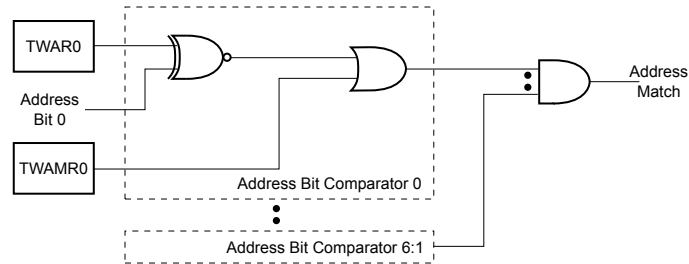 TWAR0
Address
Bit 0
Address
Match
TWAMR0
Address Bit Comparator 0
Address Bit Comparator 6:1